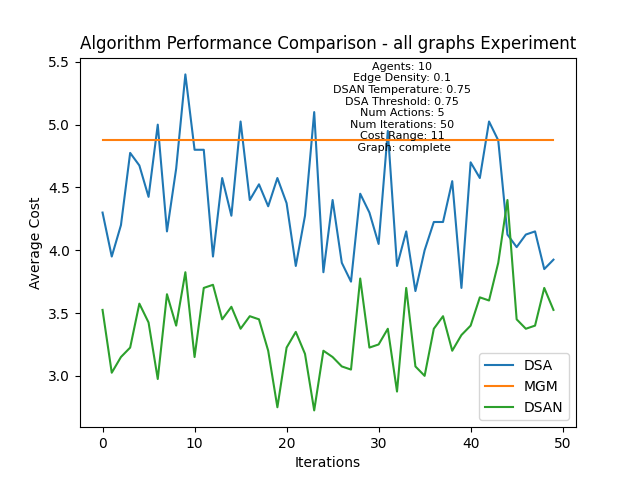 Algorithm Performance Comparison - all graphs Experiment
Agents: 10
Edge Density: 0.1
DSAN Temperature: 0.75
DSA Threshold: 0.75
Num Actions: 5
Num Iterations: 50
Cost Range: 11
Graph: complete
Average Cost
5.5
5.0
4.5
4.0
3.5
3.0
DSA
MGM
DSAN
0 10 20 30 40 50
Iterations